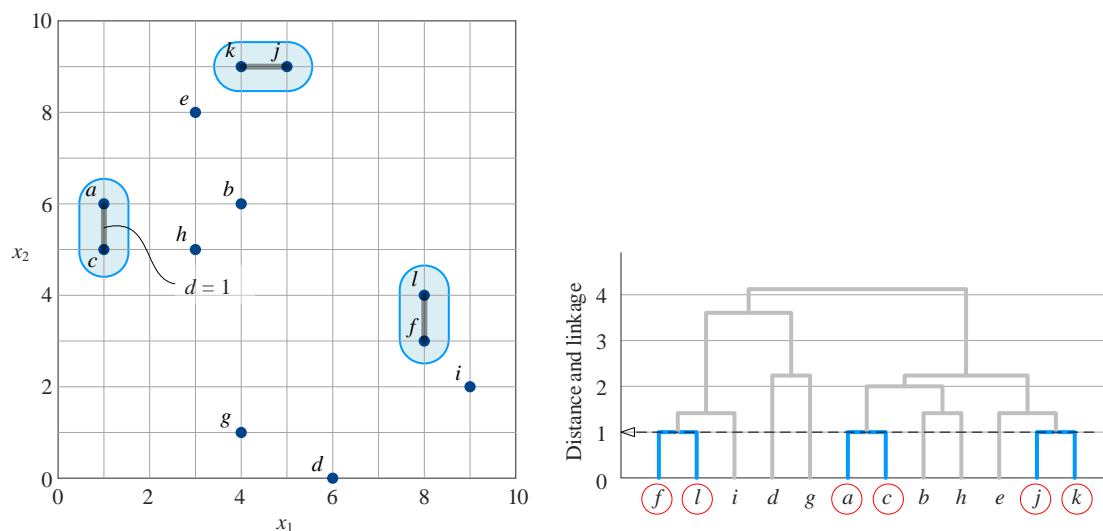 10
k j
e
8
a
b
6
h
x2
c
d = 1
l
4
f
i
2
g
d
0
0 2 4 6 8 10
x1
Distance and linkage
4
3
2
1
0
f l i d g a c b h e j k